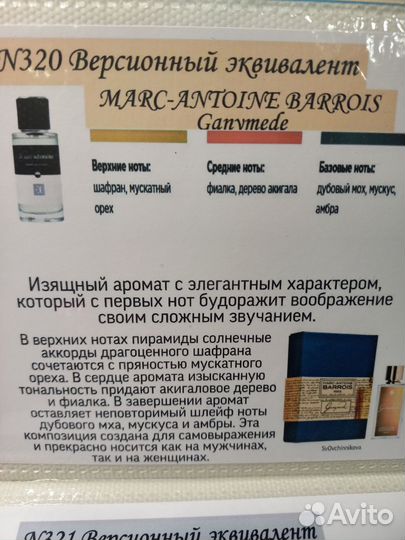 N320 Версионный эквивалент
MARC-ANTOINE BARROIS
Ganymede
Верхние ноты:
шафран, мускатный
орех
Средние ноты:
фиалка, дерево акигала
Базовые ноты:
дубовый мох, мускус,
амбра
Изящный аромат с элегантным характером,
который с первых нот будоражит воображение
своим сложным звучанием.
В верхних нотах пирамиды солнечные
аккорды драгоценного шафрана
сочетаются с пряностью мускатного
ореха. В сердце аромата изысканную
тональность придают акигаловое дерево
и фиалка. В завершении аромат
оставляет неповторимый шлейф ноты
дубового мха, мускуса и амбры. Эта
композиция создана для самовыражения
и прекрасно носится как на мужчинах,
так и на женщинах.
BARROIS
Ganymede
SvOvchinnikova
N321 Версионный эквивалент
Avito